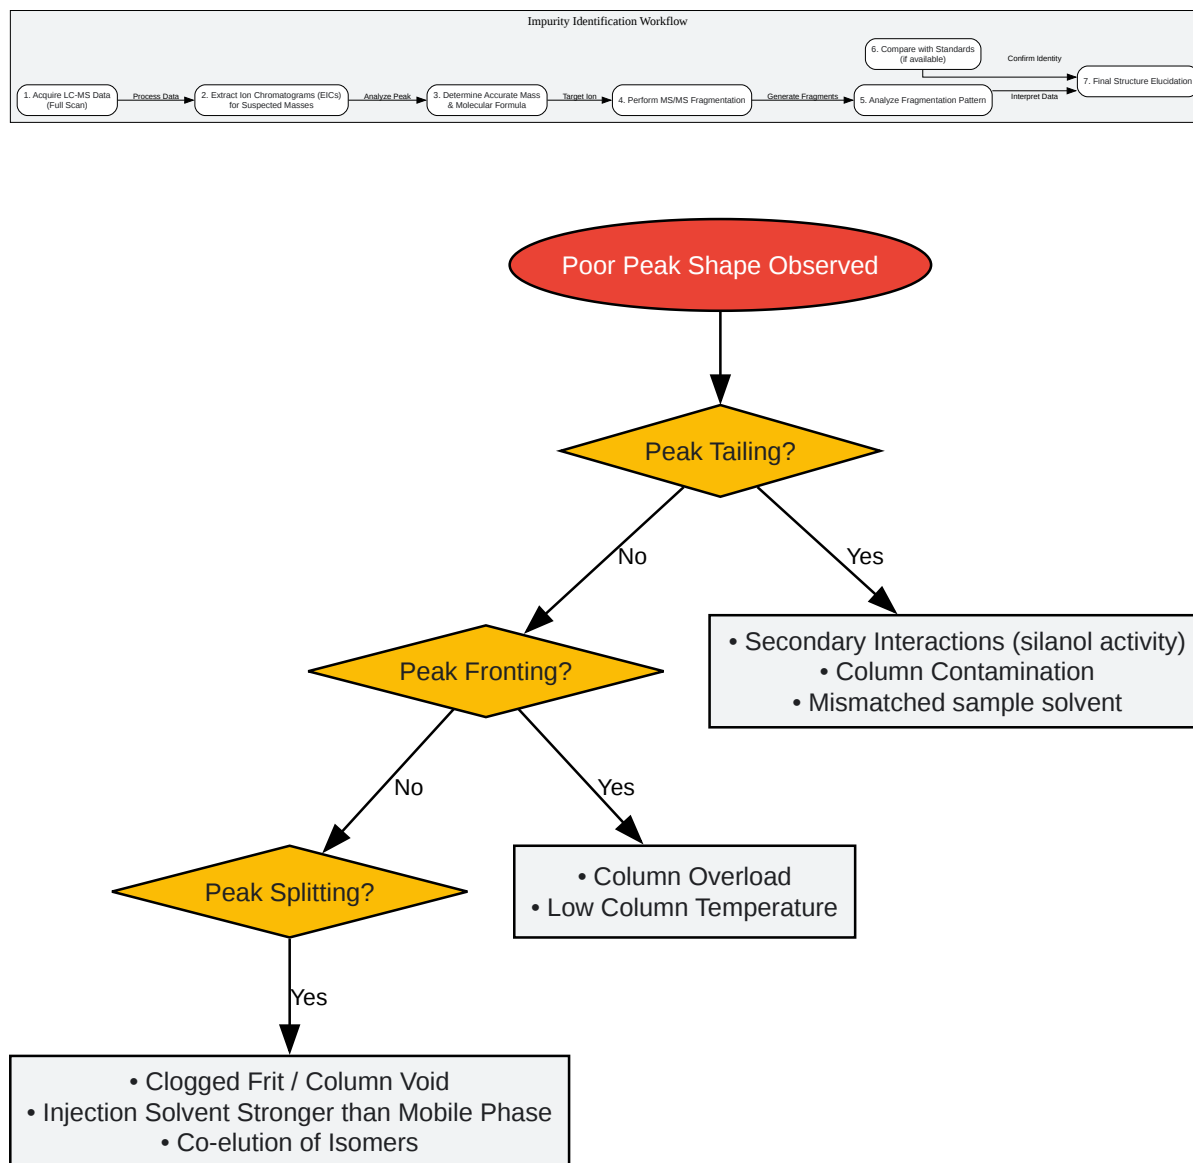 Impurity Identification Workflow
1. Acquire LC-MS Data
(Full Scan)
Process Data
2. Extract Ion Chromatograms (EICs)
for Suspected Masses
Analyze Peak
3. Determine Accurate Mass
& Molecular Formula
Target Ion
4. Perform MS/MS Fragmentation
Generate Fragments
5. Analyze Fragmentation Pattern
6. Compare with Standards
(if available)
Confirm Identity
Interpret Data
7. Final Structure Elucidation
Poor Peak Shape Observed
Peak Tailing?
No
Yes
Peak Fronting?
• Secondary Interactions (silanol activity)
• Column Contamination
• Mismatched sample solvent
No
Yes
Peak Splitting?
• Column Overload
• Low Column Temperature
Yes
• Clogged Frit / Column Void
• Injection Solvent Stronger than Mobile Phase
• Co-elution of Isomers